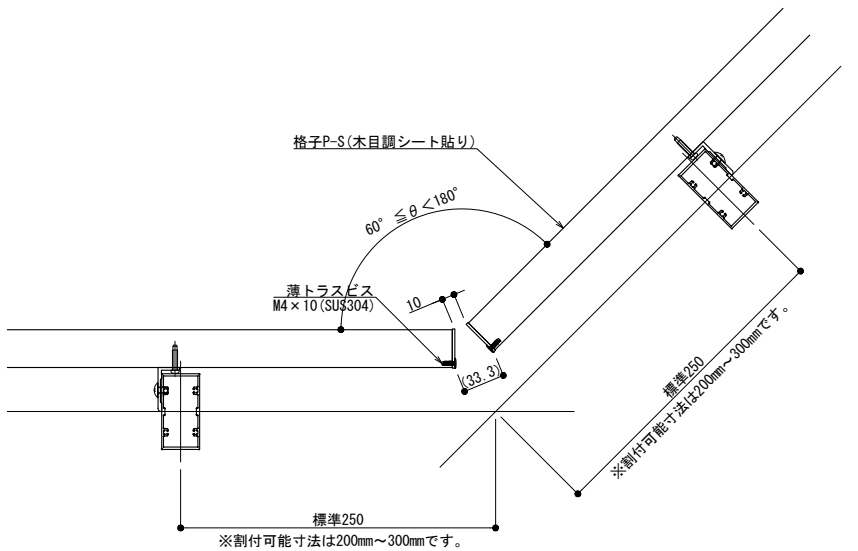 格子P-S(木目調シート貼り)
60° ≦θ<180°
薄トラスビス
M4×10(SUS304)
10
(33.3)
標準250
※割付可能寸法は200mm～300mmです。
標準250
※割付可能寸法は200mm～300mmです。